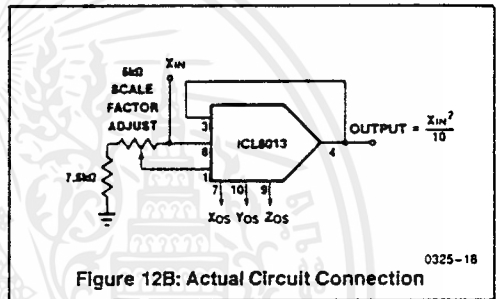 5kΩ
SCALE
FACTOR
ADJUST
XIN
3
6
1
ICL8013
4
OUTPUT = XIN²
10
7.5kΩ
7 10 9
XOS YOS ZOS
0325-18
Figure 12B: Actual Circuit Connection